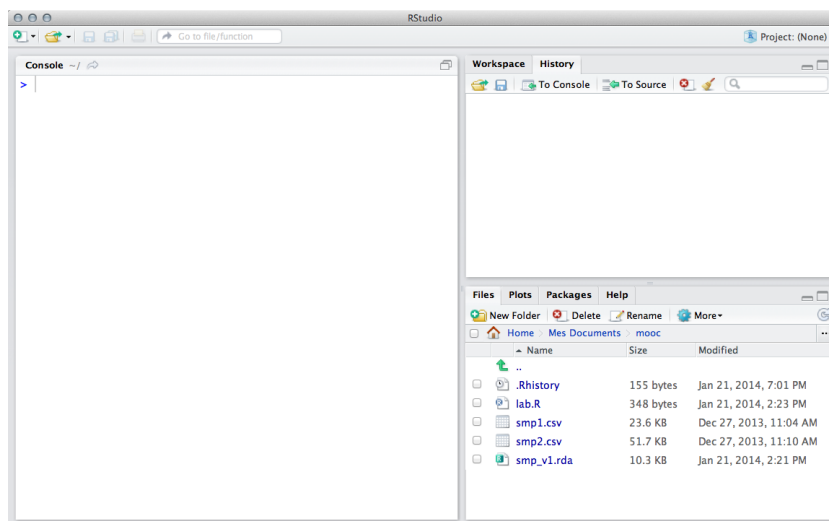 RStudio
Go to file/function
Project: (None)
Console ~/
>
Workspace History
To Console To Source
Files Plots Packages Help
New Folder Delete Rename More
Home Mes Documents mooc
Name Size Modified
..
.Rhistory 155 bytes Jan 21, 2014, 7:01 PM
lab.R 348 bytes Jan 21, 2014, 2:23 PM
smp1.csv 23.6 KB Dec 27, 2013, 11:04 AM
smp2.csv 51.7 KB Dec 27, 2013, 11:10 AM
smp_v1.rda 10.3 KB Jan 21, 2014, 2:21 PM